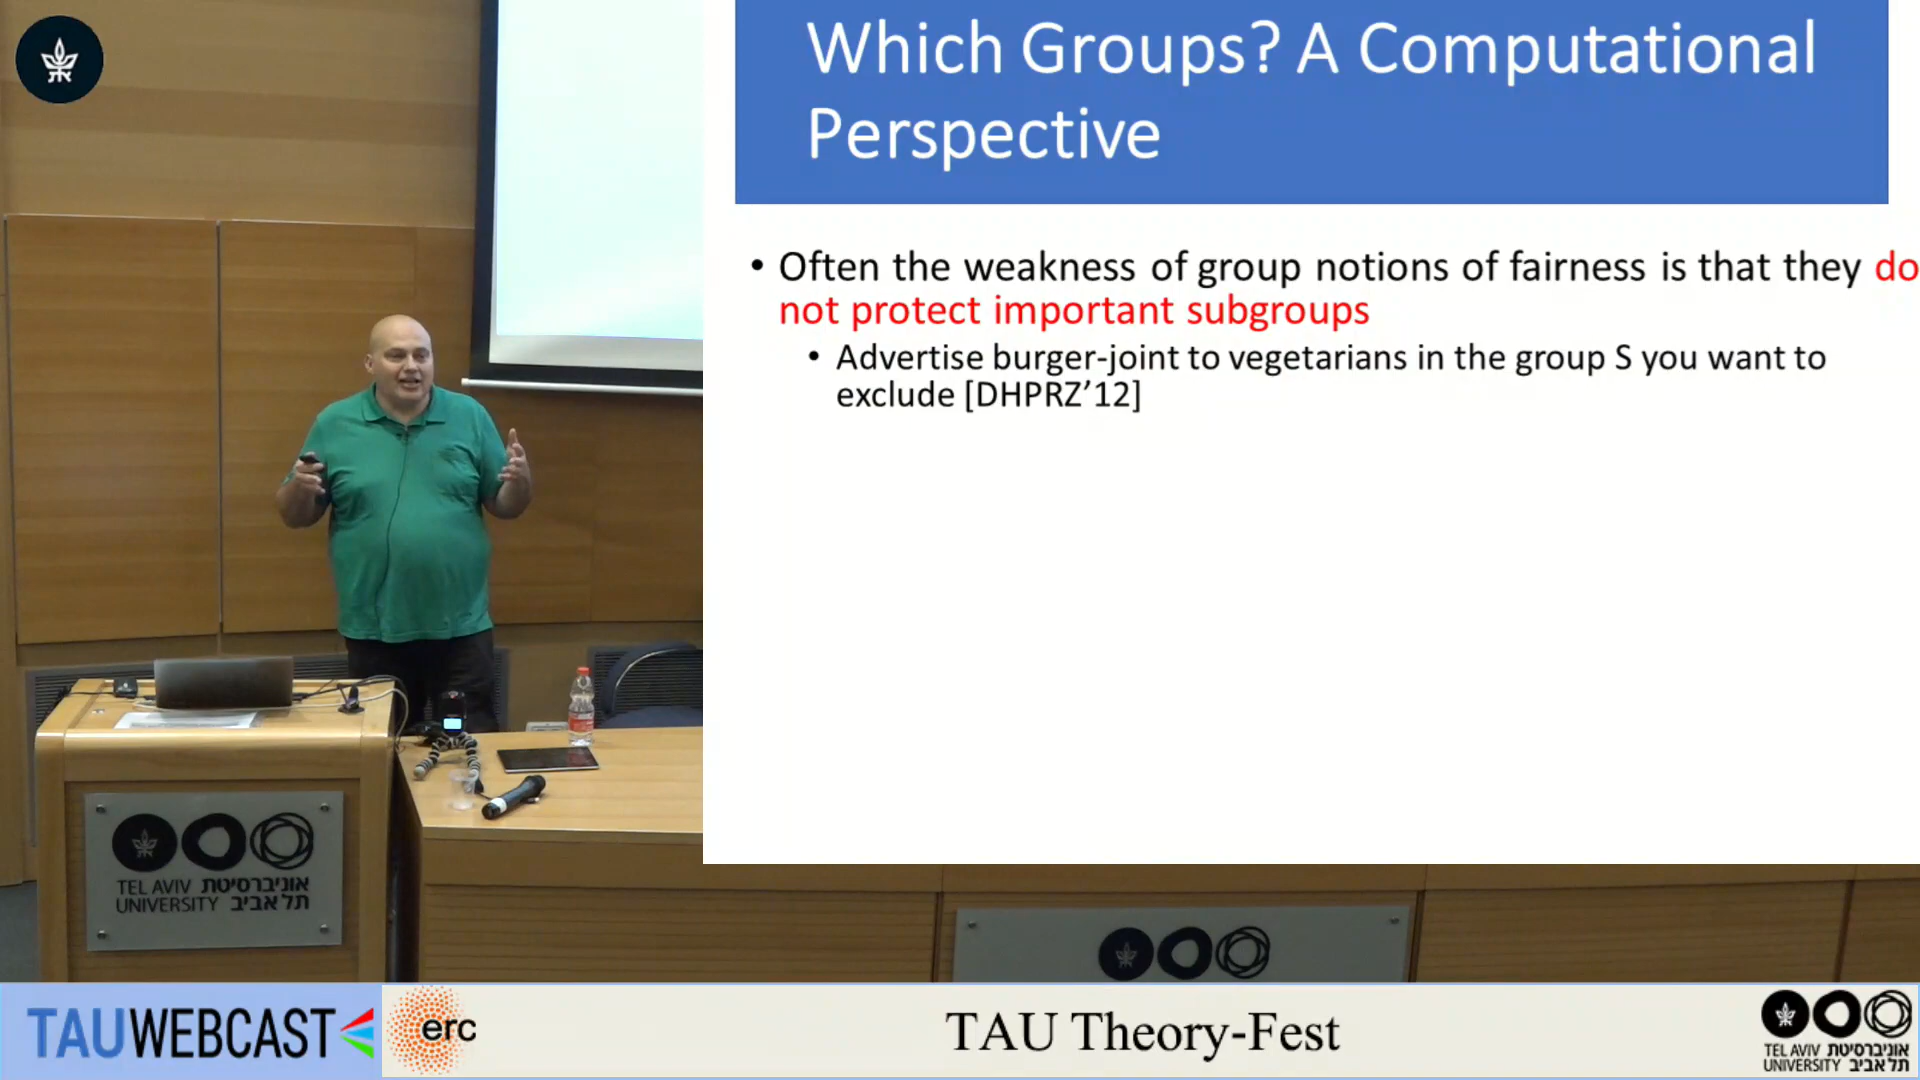 Which Groups? A Computational
Perspective
• Often the weakness of group notions of fairness is that they do
not protect important subgroups
• Advertise burger-joint to vegetarians in the group S you want to
exclude [DHPRZ’12]
TEL AVIV אוניברסיטת
UNIVERSITY תל אביב
TAUWEBCAST
erc
TAU Theory-Fest
TEL AVIV אוניברסיטת
UNIVERSITY תל אביב